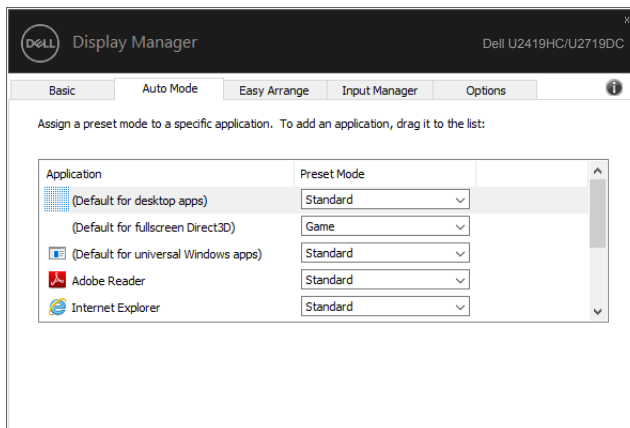 x
DELL Display Manager Dell U2419HC/U2719DC
Basic Auto Mode Easy Arrange Input Manager Options i
Assign a preset mode to a specific application. To add an application, drag it to the list:
Application Preset Mode
(Default for desktop apps) Standard
(Default for fullscreen Direct3D) Game
(Default for universal Windows apps) Standard
Adobe Reader Standard
Internet Explorer Standard